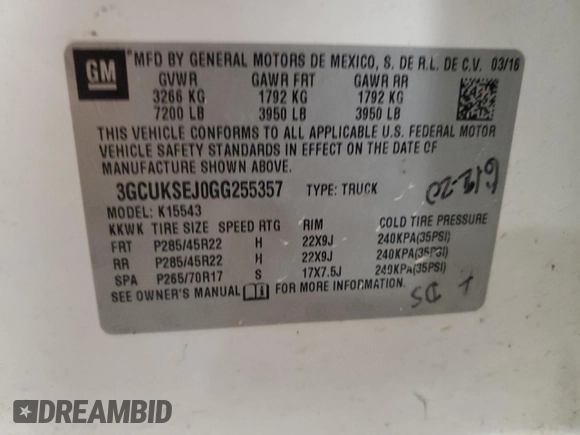 GM
MFD BY GENERAL MOTORS DE MEXICO, S. DE R.L. DE C.V. 03/16
GVWR GAWR FRT GAWR RR
3266 KG 1792 KG 1792 KG
7200 LB 3950 LB 3950 LB
THIS VEHICLE CONFORMS TO ALL APPLICABLE U.S. FEDERAL MOTOR
VEHICLE SAFETY STANDARDS IN EFFECT ON THE DATE OF
MANUFACTURE SHOWN ABOVE.
3GCUKSEJ0GG255357 TYPE: TRUCK
MODEL: K15543
KKWK TIRE SIZE SPEED RTG RIM COLD TIRE PRESSURE
FRT P285/45R22 H 22X9J 240KPA(35PSI)
RR P285/45R22 H 22X9J 240KPA(35PSI)
SPA P265/70R17 S 17X7.5J 240KPA(35PSI)
SEE OWNER'S MANUAL FOR MORE INFORMATION.
DS
DREAMBID